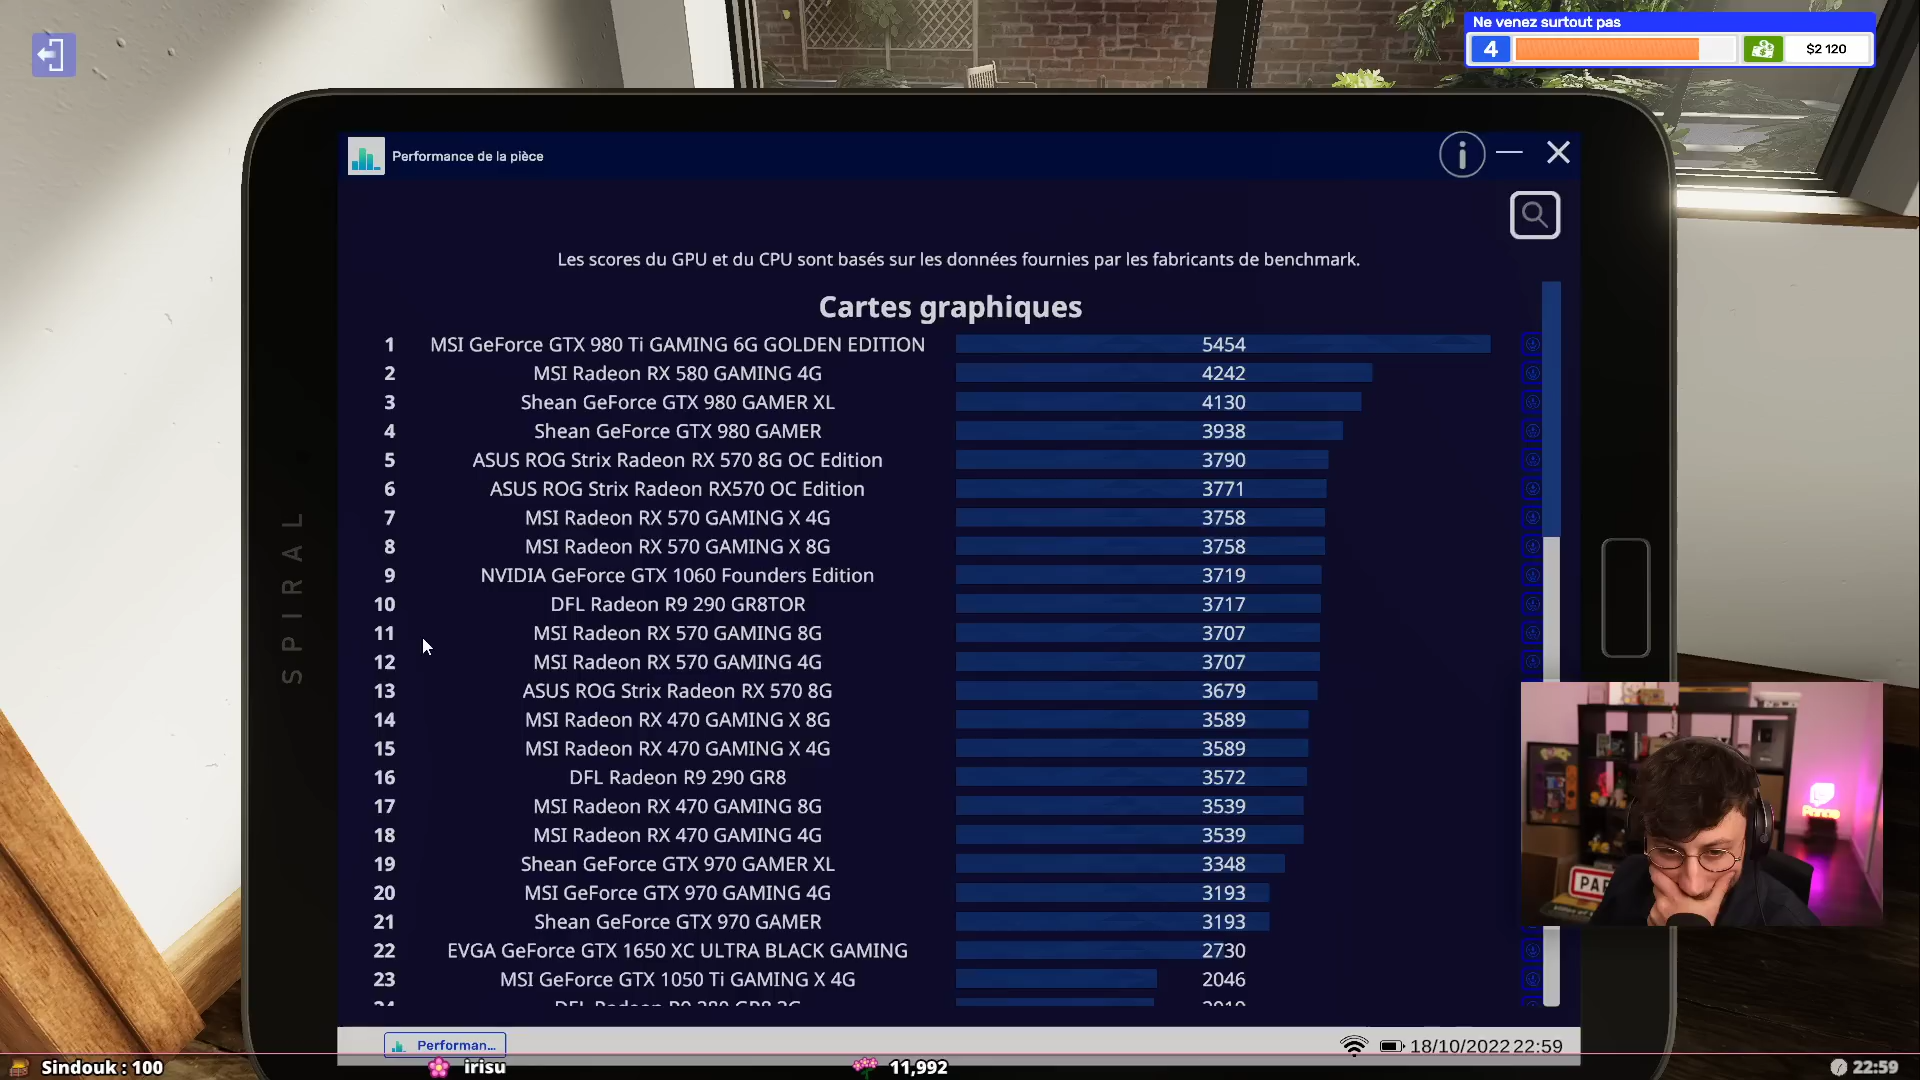 Ne venez surtout pas
4
$2 120
Performance de la pièce
Les scores du GPU et du CPU sont basés sur les données fournies par les fabricants de benchmark.
Cartes graphiques
1 MSI GeForce GTX 980 Ti GAMING 6G GOLDEN EDITION 5454
2 MSI Radeon RX 580 GAMING 4G 4242
3 Shean GeForce GTX 980 GAMER XL 4130
4 Shean GeForce GTX 980 GAMER 3938
5 ASUS ROG Strix Radeon RX 570 8G OC Edition 3790
6 ASUS ROG Strix Radeon RX570 OC Edition 3771
7 MSI Radeon RX 570 GAMING X 4G 3758
8 MSI Radeon RX 570 GAMING X 8G 3758
9 NVIDIA GeForce GTX 1060 Founders Edition 3719
10 DFL Radeon R9 290 GR8TOR 3717
11 MSI Radeon RX 570 GAMING 8G 3707
12 MSI Radeon RX 570 GAMING 4G 3707
13 ASUS ROG Strix Radeon RX 570 8G 3679
14 MSI Radeon RX 470 GAMING X 8G 3589
15 MSI Radeon RX 470 GAMING X 4G 3589
16 DFL Radeon R9 290 GR8 3572
17 MSI Radeon RX 470 GAMING 8G 3539
18 MSI Radeon RX 470 GAMING 4G 3539
19 Shean GeForce GTX 970 GAMER XL 3348
20 MSI GeForce GTX 970 GAMING 4G 3193
21 Shean GeForce GTX 970 GAMER 3193
22 EVGA GeForce GTX 1650 XC ULTRA BLACK GAMING 2730
23 MSI GeForce GTX 1050 Ti GAMING X 4G 2046
SPIRAL
Performan...
18/10/2022 22:59
Sindouk : 100
irisu
11,992
22:59